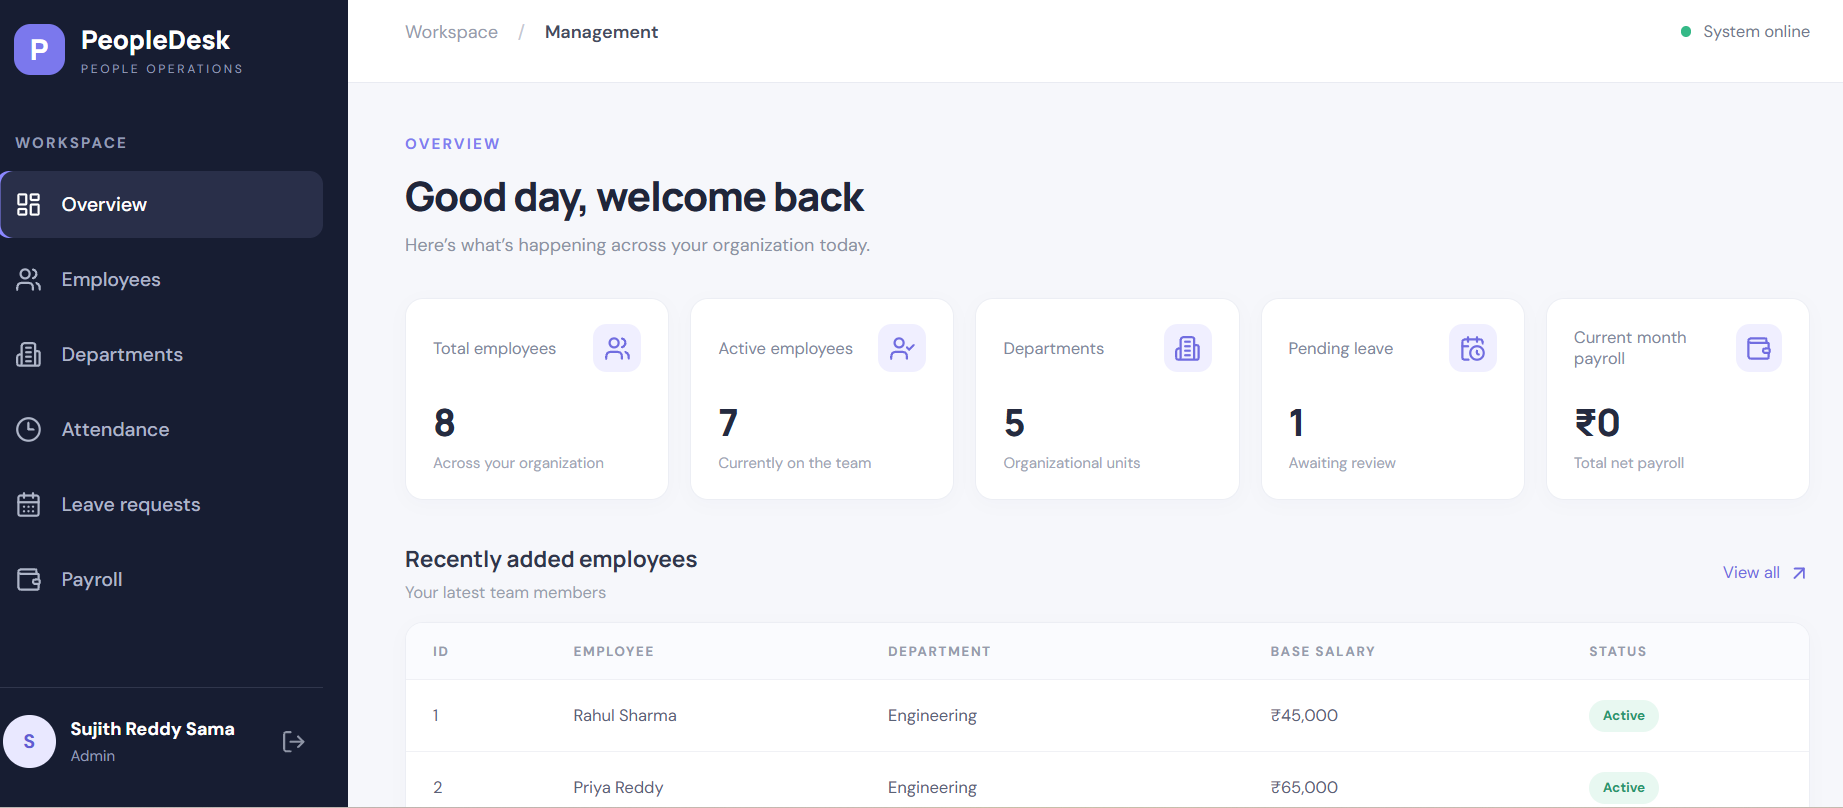 P
PeopleDesk
PEOPLE OPERATIONS
WORKSPACE
Overview
Employees
Departments
Attendance
Leave requests
Payroll
S
Sujith Reddy Sama
Admin
Workspace / Management
System online
OVERVIEW
Good day, welcome back
Here’s what’s happening across your organization today.
Total employees
8
Across your organization
Active employees
7
Currently on the team
Departments
5
Organizational units
Pending leave
1
Awaiting review
Current month
payroll
₹0
Total net payroll
Recently added employees
Your latest team members
View all
ID EMPLOYEE DEPARTMENT BASE SALARY STATUS
1 Rahul Sharma Engineering ₹45,000 Active
2 Priya Reddy Engineering ₹65,000 Active